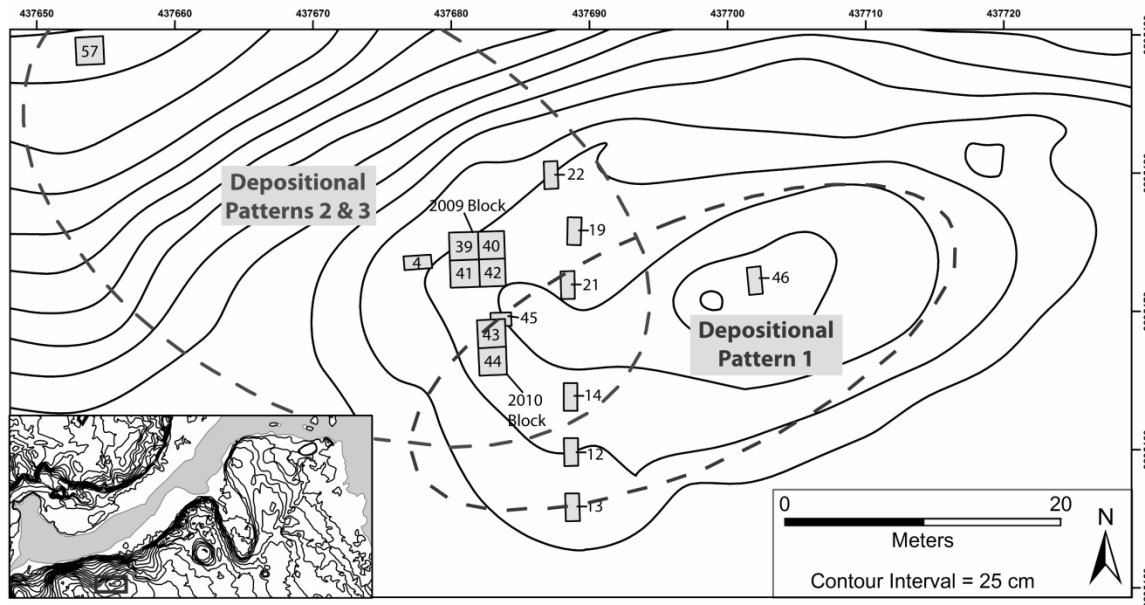 437650 437660 437670 437680 437690 437700 437710 437720
57
Depositional
Patterns 2 & 3
22
2009 Block
39 40
19
4
41 42
21
46
45
43
Depositional
Pattern 1
44
14
2010
Block
12
13
0 20
Meters
N
Contour Interval = 25 cm